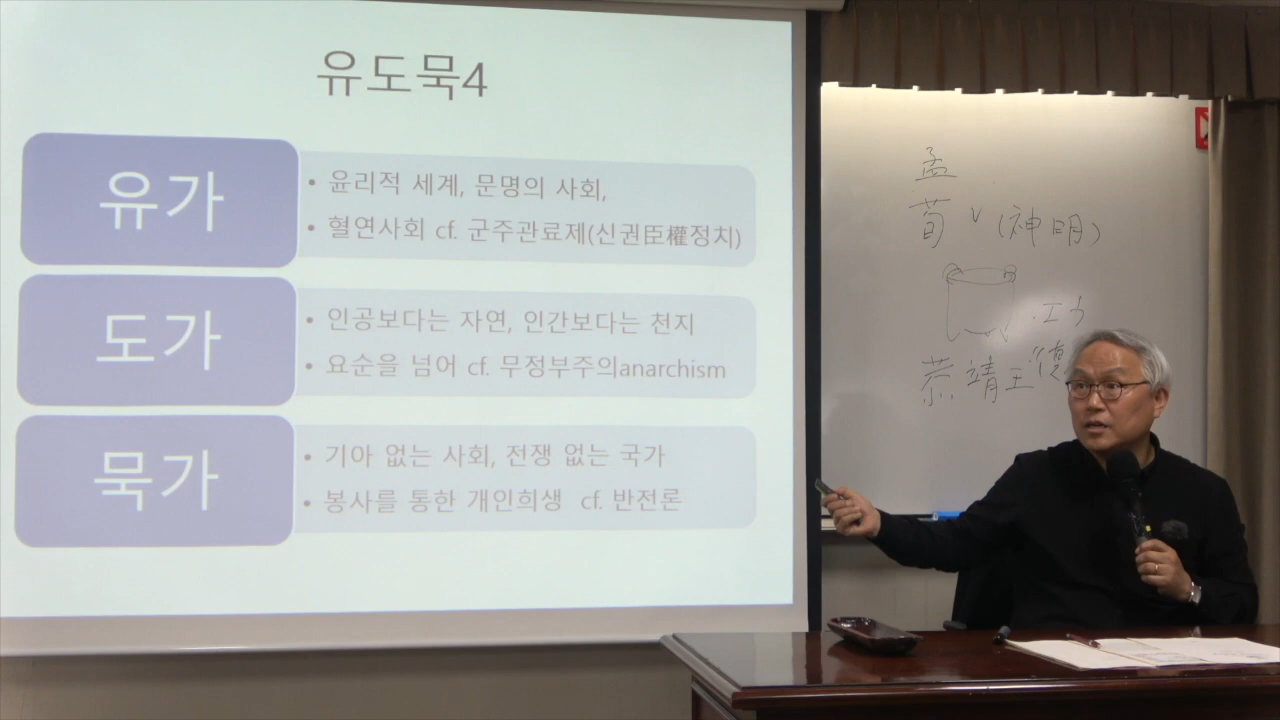 유도묵4
유가
• 윤리적 세계, 문명의 사회,
• 혈연사회 cf. 군주관료제(신권臣權정치)
도가
• 인공보다는 자연, 인간보다는 천지
• 요순을 넘어 cf. 무정부주의anarchism
묵가
• 기아 없는 사회, 전쟁 없는 국가
• 봉사를 통한 개인희생 cf. 반전론
孟
荀 (神明)
恭靖王